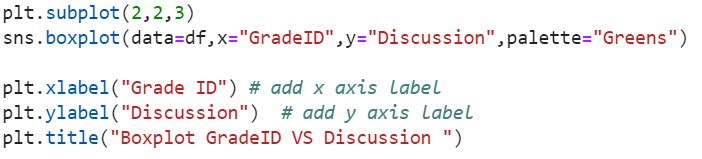 plt.subplot(2,2,3)
sns.boxplot(data=df,x="GradeID",y="Discussion",palette="Greens")
plt.xlabel("Grade ID") # add x axis label
plt.ylabel("Discussion")  # add y axis label
plt.title("Boxplot GradeID VS Discussion ")